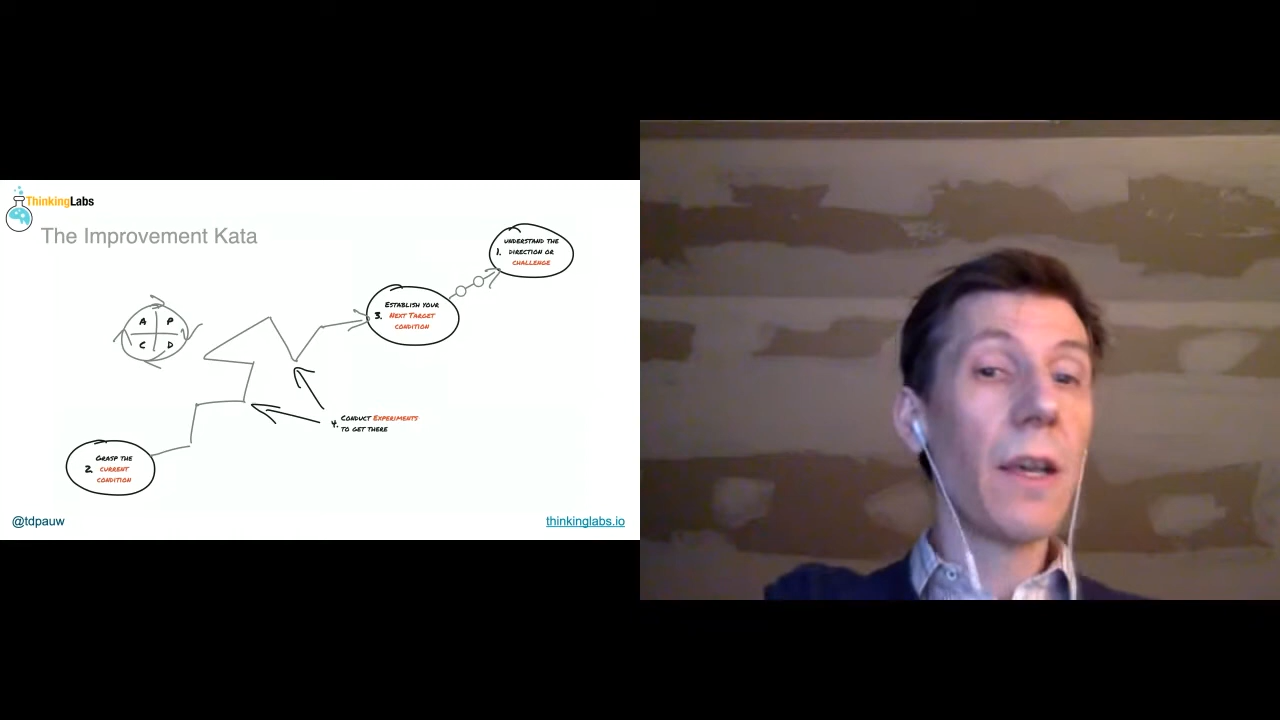 ThinkingLabs
The Improvement Kata
1. Understand the
direction or
challenge
3. Establish your
Next Target
condition
A P
C D
4. Conduct Experiments
to get there
2. Grasp the
current
condition
@tdpauw
thinkinglabs.io